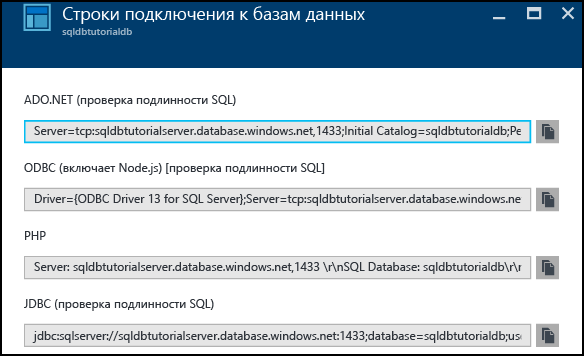 Строки подключения к базам данных
sqldbtutorialdb
ADO.NET (проверка подлинности SQL)
Server=tcp:sqldbtutorialserver.database.windows.net,1433;Initial Catalog=sqldbtutorialdb;Pe
ODBC (включает Node.js) [проверка подлинности SQL]
Driver={ODBC Driver 13 for SQL Server};Server=tcp:sqldbtutorialserver.database.windows.ne
PHP
Server: sqldbtutorialserver.database.windows.net,1433 \r\nSQL Database: sqldbtutorialdb\r\r
JDBC (проверка подлинности SQL)
jdbc:sqlserver://sqldbtutorialserver.database.windows.net:1433;database=sqldbtutorialdb;use